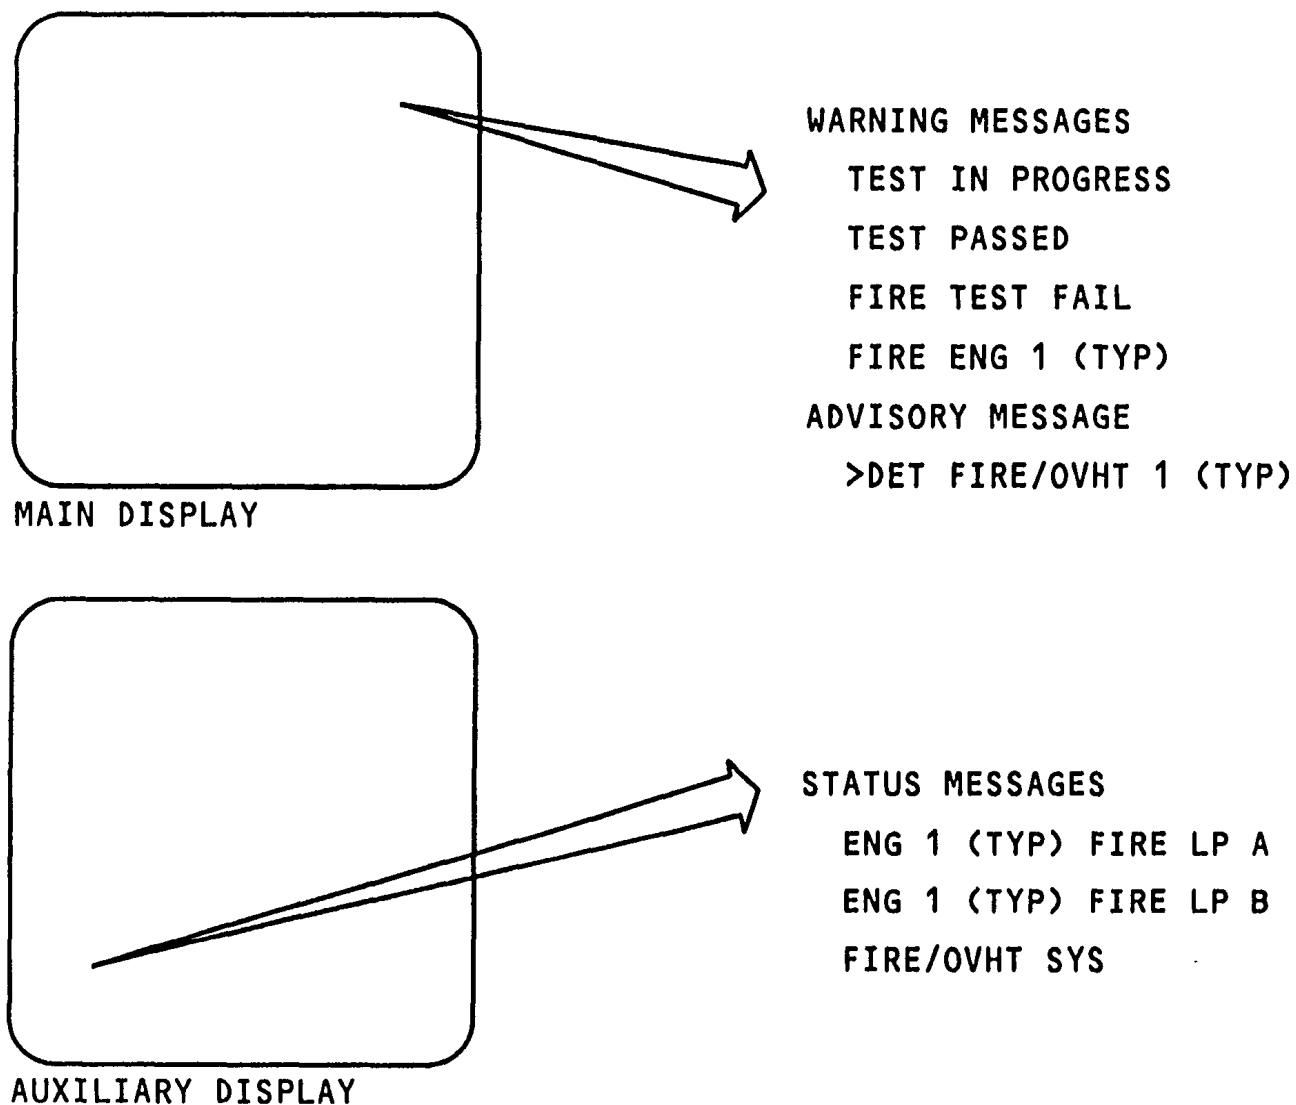 WARNING MESSAGES
TEST IN PROGRESS
TEST PASSED
FIRE TEST FAIL
FIRE ENG 1 (TYP)
ADVISORY MESSAGE
>DET FIRE/OVHT 1 (TYP)
MAIN DISPLAY
STATUS MESSAGES
ENG 1 (TYP) FIRE LP A
ENG 1 (TYP) FIRE LP B
FIRE/OVHT SYS
AUXILIARY DISPLAY